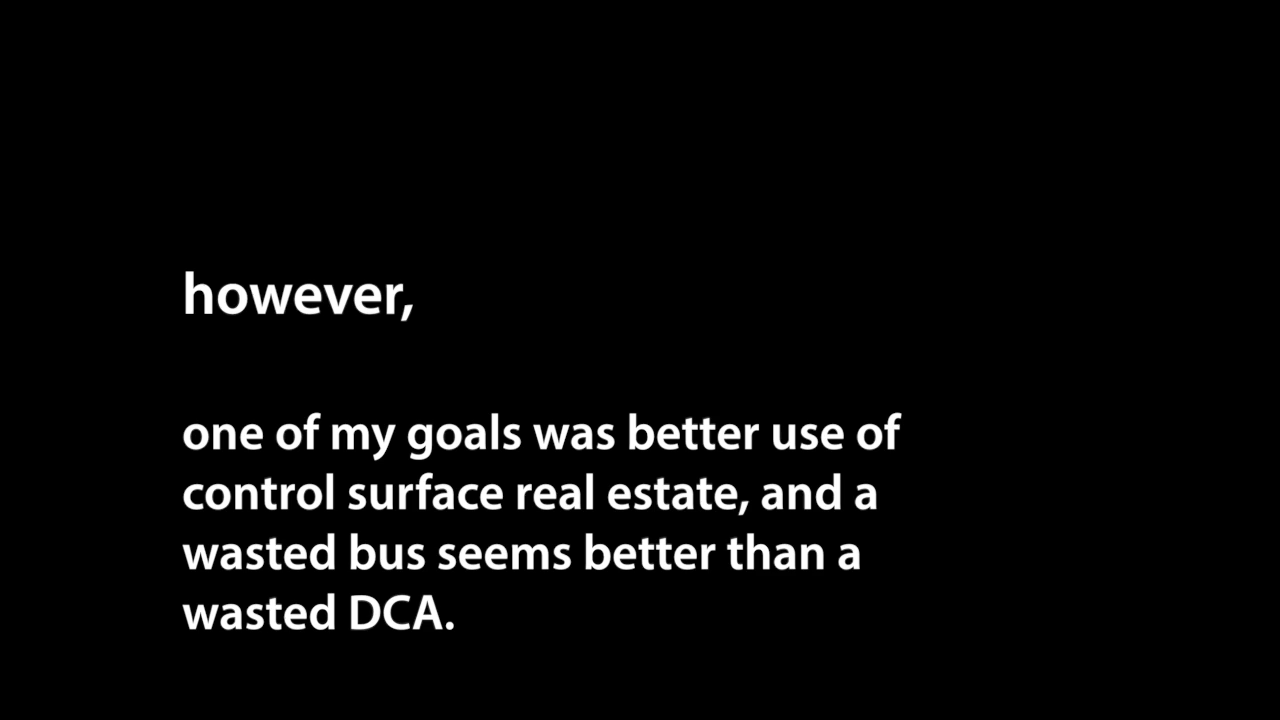 however,
one of my goals was better use of
control surface real estate, and a
wasted bus seems better than a
wasted DCA.